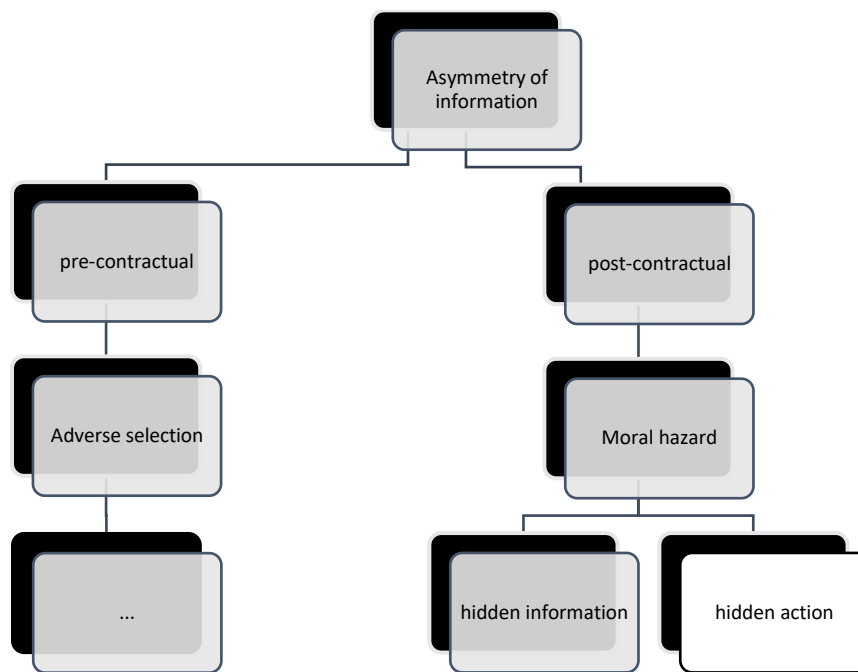 Asymmetry of
information
pre-contractual
post-contractual
Adverse selection
Moral hazard
...
hidden information
hidden action